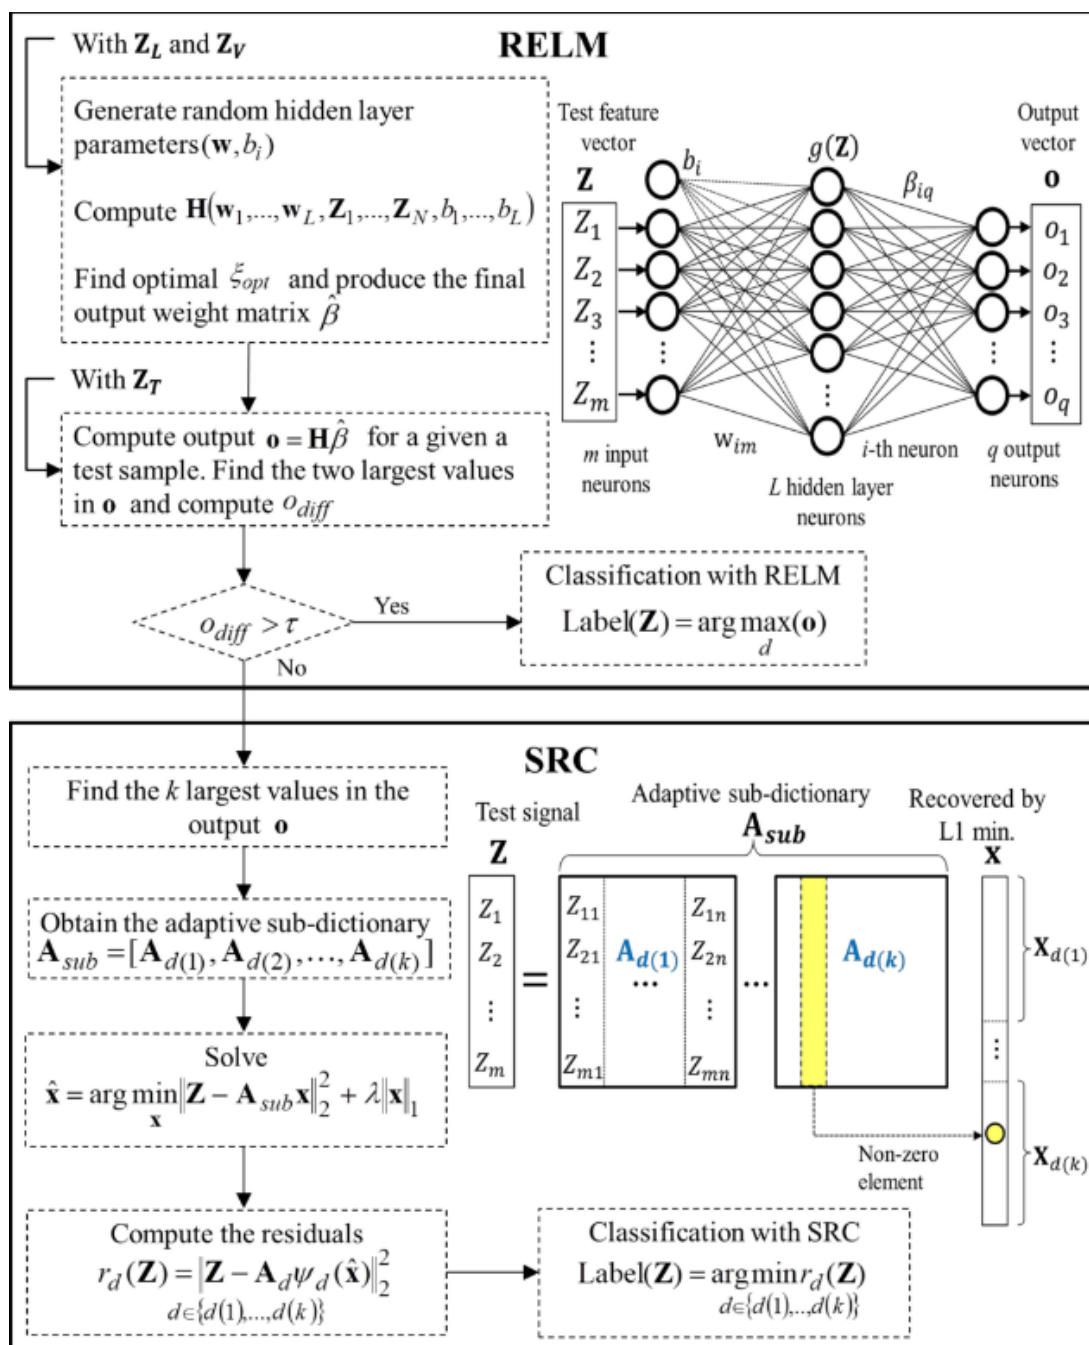 RELM
With Z_L and Z_V
Generate random hidden layer
parameters(w, b_i)
Compute H(w_1,...,w_L,Z_1,...,Z_N,b_1,...,b_L)
Find optimal ξ_opt and produce the final
output weight matrix β̂
With Z_T
Compute output o = Hβ̂ for a given a
test sample. Find the two largest values
in o and compute o_diff
o_diff > τ
Yes
No
Classification with RELM
Label(Z) = arg max(o)
d
Test feature
vector
Z
Z_1
Z_2
Z_3
⋮
Z_m
b_i
g(Z)
β_iq
Output
vector
o
o_1
o_2
o_3
⋮
o_q
w_im
m input
neurons
L hidden layer
neurons
i-th neuron
q output
neurons
SRC
Find the k largest values in the
output o
Obtain the adaptive sub-dictionary
A_sub = [A_d(1), A_d(2), ..., A_d(k)]
Solve
x̂ = arg min‖Z − A_sub x‖_2^2 + λ‖x‖_1
x
Compute the residuals
r_d(Z) = ‖Z − A_d ψ_d(x̂)‖_2^2
d∈{d(1),...,d(k)}
Classification with SRC
Label(Z) = arg min r_d(Z)
d∈{d(1),..,d(k)}
Test signal
Z
Z_1
Z_2
⋮
Z_m
=
Adaptive sub-dictionary
A_sub
Z_11
Z_21
⋮
Z_m1
A_d(1)
...
Z_1n
Z_2n
⋮
Z_mn
...
A_d(k)
Recovered by
L1 min.
x
X_d(1)
⋮
X_d(k)
Non-zero
element